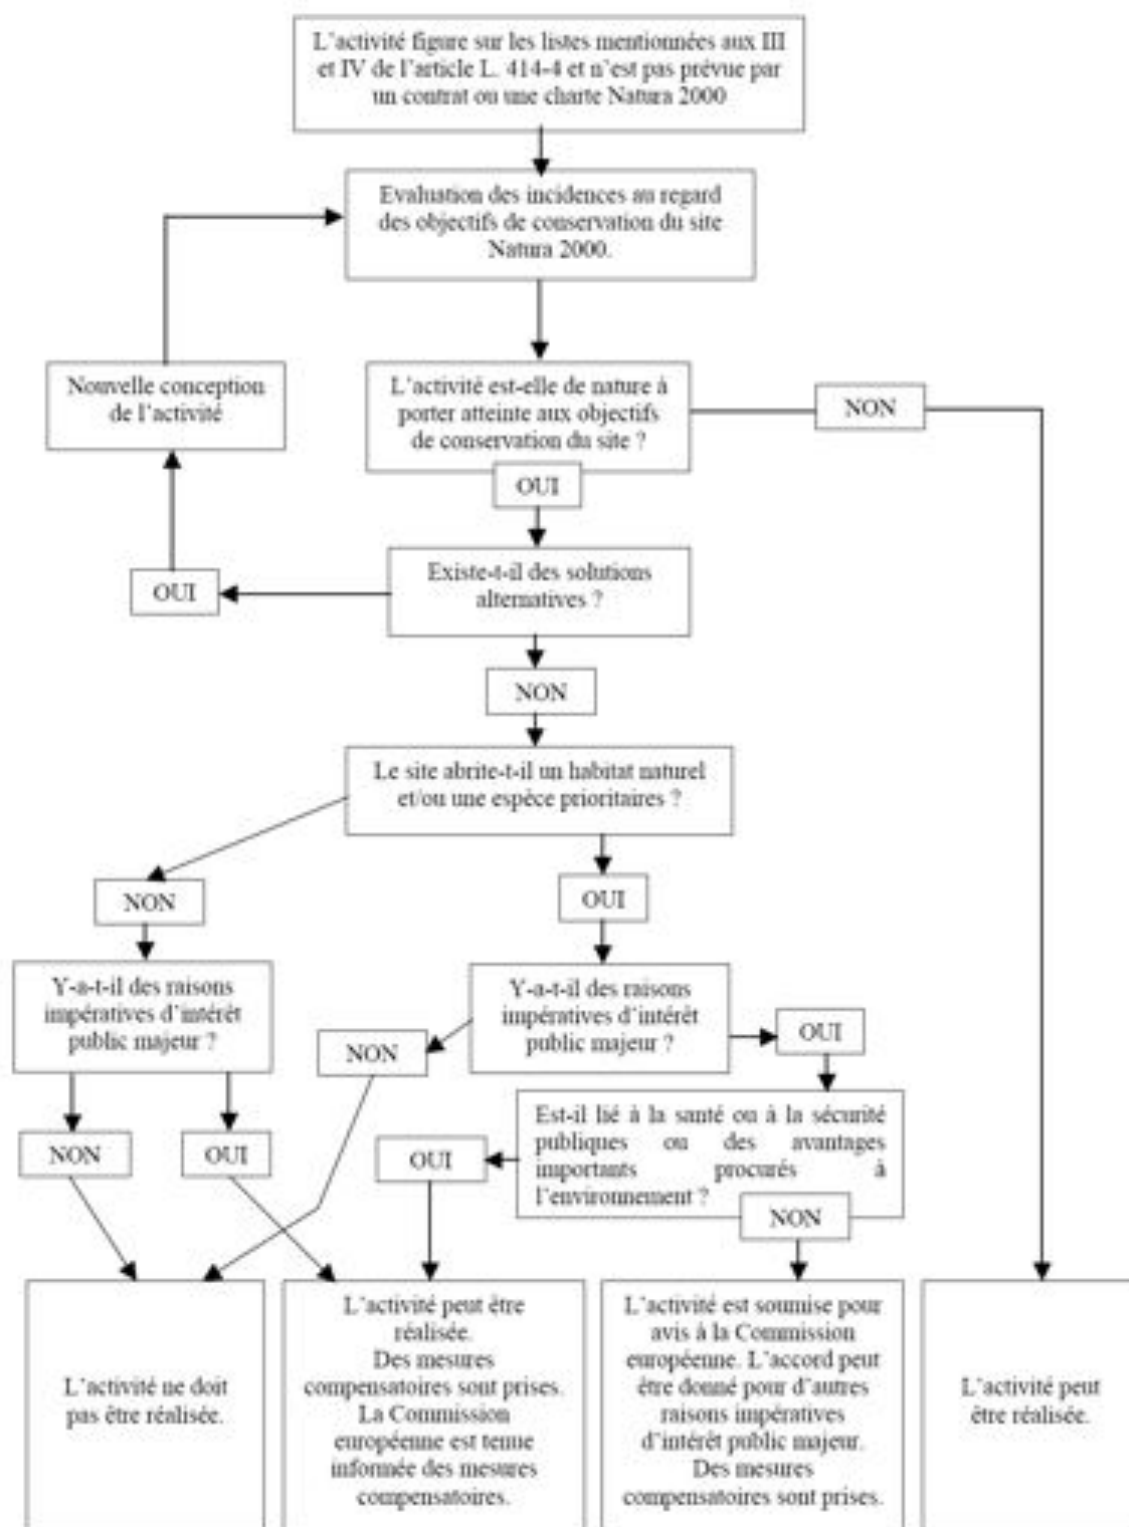 L'activité figure sur les listes mentionnées aux III
et IV de l'article L. 414-4 et n'est pas prévue par
un contrat ou une charte Natura 2000
Evaluation des incidences au regard
des objectifs de conservation du site
Natura 2000.
Nouvelle conception
de l'activité
L'activité est-elle de nature à
porter atteinte aux objectifs
de conservation du site ?
NON
OUI
Existe-t-il des solutions
alternatives ?
OUI
NON
Le site abrite-t-il un habitat naturel
et/ou une espèce prioritaires ?
NON
OUI
Y-a-t-il des raisons
impératives d'intérêt
public majeur ?
Y-a-t-il des raisons
impératives d'intérêt
public majeur ?
NON
OUI
Est-il lié à la santé ou à la sécurité
publiques ou des avantages
importants procurés à
l'environnement ?
NON
OUI
OUI
NON
L'activité ne doit
pas être réalisée.
L'activité peut être
réalisée.
Des mesures
compensatoires sont prises.
La Commission
européenne est tenue
informée des mesures
compensatoires.
L'activité est soumise pour
avis à la Commission
européenne. L'accord peut
être donné pour d'autres
raisons impératives
d'intérêt public majeur.
Des mesures
compensatoires sont prises.
L'activité peut
être réalisée.